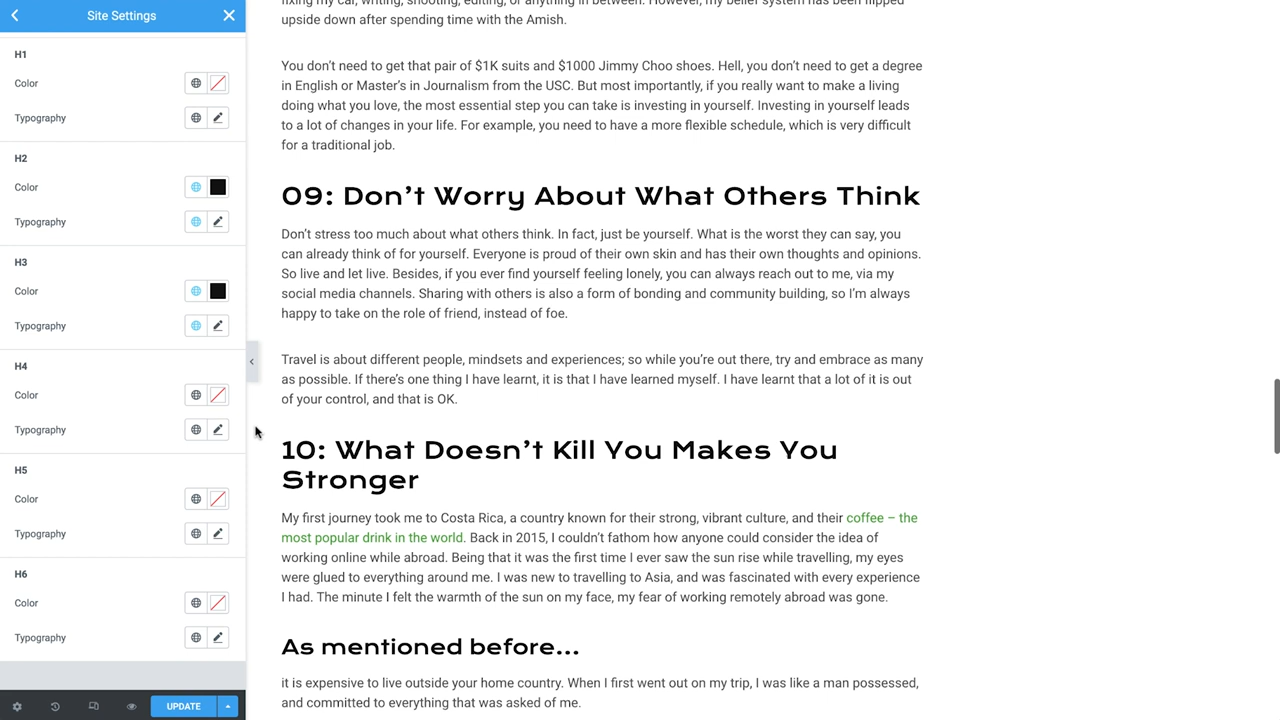 Site Settings
H1
Color
Typography
H2
Color
Typography
H3
Color
Typography
H4
Color
Typography
H5
Color
Typography
H6
Color
Typography
UPDATE
fixing my car, writing, shooting, editing, or anything in between. However, my belief system has been flipped
upside down after spending time with the Amish.
You don’t need to get that pair of $1K suits and $1000 Jimmy Choo shoes. Hell, you don’t need to get a degree
in English or Master’s in Journalism from the USC. But most importantly, if you really want to make a living
doing what you love, the most essential step you can take is investing in yourself. Investing in yourself leads
to a lot of changes in your life. For example, you need to have a more flexible schedule, which is very difficult
for a traditional job.
09: Don’t Worry About What Others Think
Don’t stress too much about what others think. In fact, just be yourself. What is the worst they can say, you
can already think of for yourself. Everyone is proud of their own skin and has their own thoughts and opinions.
So live and let live. Besides, if you ever find yourself feeling lonely, you can always reach out to me, via my
social media channels. Sharing with others is also a form of bonding and community building, so I’m always
happy to take on the role of friend, instead of foe.
Travel is about different people, mindsets and experiences; so while you’re out there, try and embrace as many
as possible. If there’s one thing I have learnt, it is that I have learned myself. I have learnt that a lot of it is out
of your control, and that is OK.
10: What Doesn’t Kill You Makes You
Stronger
My first journey took me to Costa Rica, a country known for their strong, vibrant culture, and their coffee – the
most popular drink in the world. Back in 2015, I couldn’t fathom how anyone could consider the idea of
working online while abroad. Being that it was the first time I ever saw the sun rise while travelling, my eyes
were glued to everything around me. I was new to travelling to Asia, and was fascinated with every experience
I had. The minute I felt the warmth of the sun on my face, my fear of working remotely abroad was gone.
As mentioned before…
it is expensive to live outside your home country. When I first went out on my trip, I was like a man possessed,
and committed to everything that was asked of me.